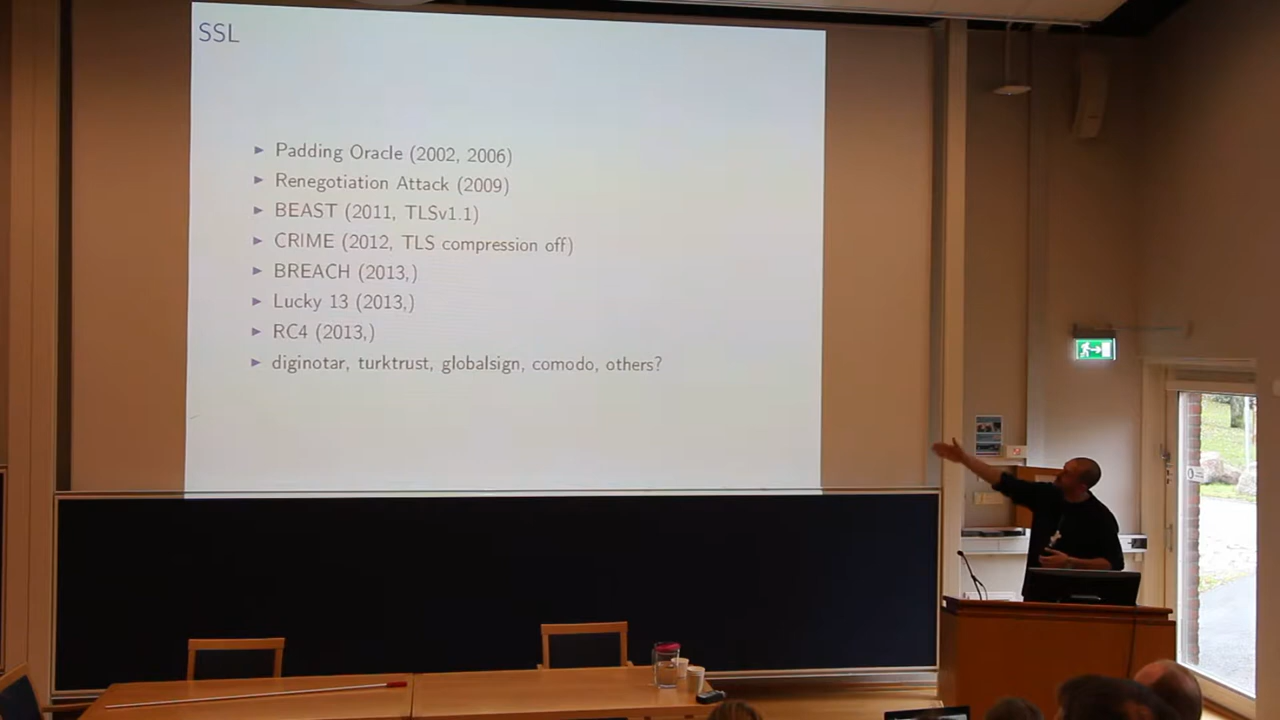 SSL
▶ Padding Oracle (2002, 2006)
▶ Renegotiation Attack (2009)
▶ BEAST (2011, TLSv1.1)
▶ CRIME (2012, TLS compression off)
▶ BREACH (2013,)
▶ Lucky 13 (2013,)
▶ RC4 (2013,)
▶ diginotar, turktrust, globalsign, comodo, others?